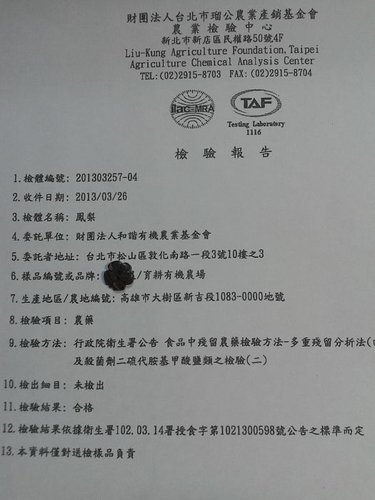 財團法人台北市瑠公農業產銷基金會
農業檢驗中心
新北市新店區民權路50號4F
Liu-Kung Agriculture Foundation,Taipei
Agriculture Chemical Analysis Center
TEL:(02)2915-8703 FAX:(02)2915-8704
ilac-MRA
TAF
Testing Laboratory
1116
檢驗報告
1.檢體編號: 201303257-04
2.收件日期: 2013/03/26
3.檢體名稱: 鳳梨
4.委託單位: 財團法人和諧有機農業基金會
5.委託者地址: 台北市松山區敦化南路一段3號10樓之3
6.樣品編號或品牌: /育耕有機農場
7.生產地區/農地編號: 高雄市大樹區新吉段1083-0000地號
8.檢驗項目: 農藥
9.檢驗方法: 行政院衛生署公告 食品中殘留農藥檢驗方法-多重殘留分析法(
及殺菌劑二硫代胺基甲酸鹽類之檢驗(二)
10.檢出細目: 未檢出
11.檢驗結果: 合格
12.檢驗結果依據衛生署102.03.14署授食字第1021300598號公告之標準而定
13.本資料僅對送檢樣品負責